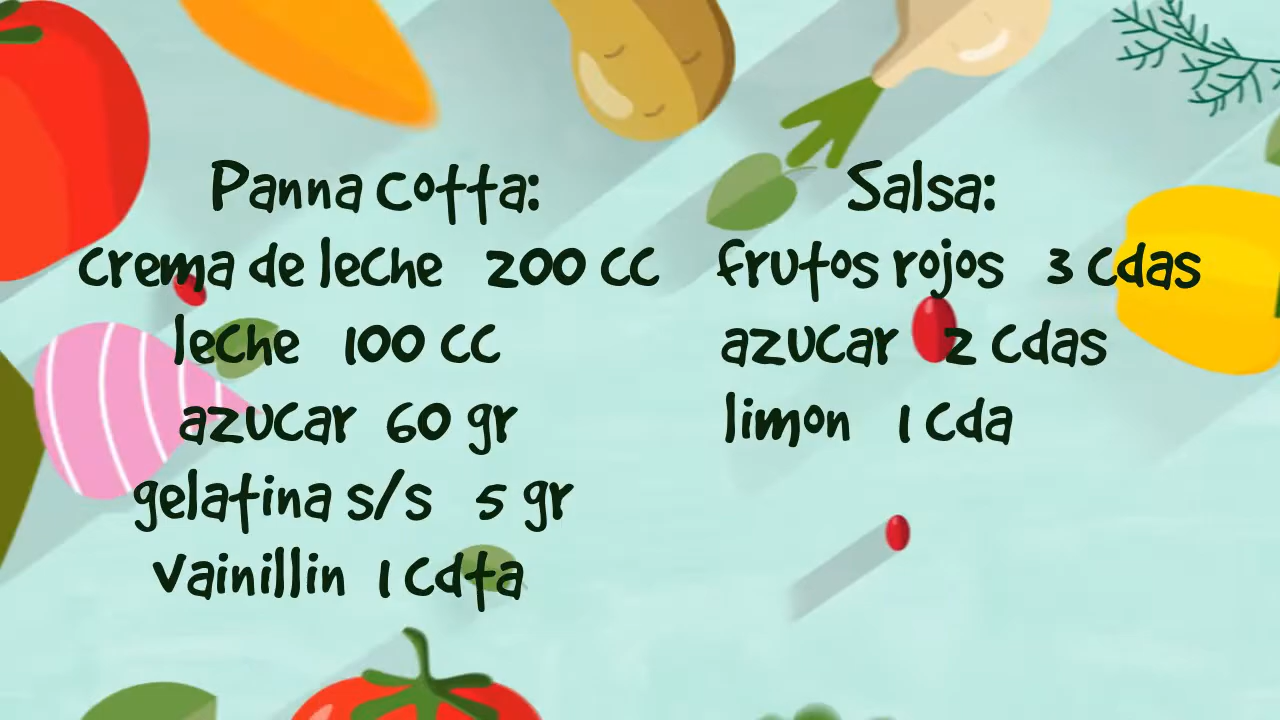 Panna Cotta:
crema de leche 200 cc
leche 100 cc
azucar 60 gr
gelatina s/s 5 gr
vainillin 1 cdta
Salsa:
frutos rojos 3 cdas
azucar 2 cdas
limon 1 cda